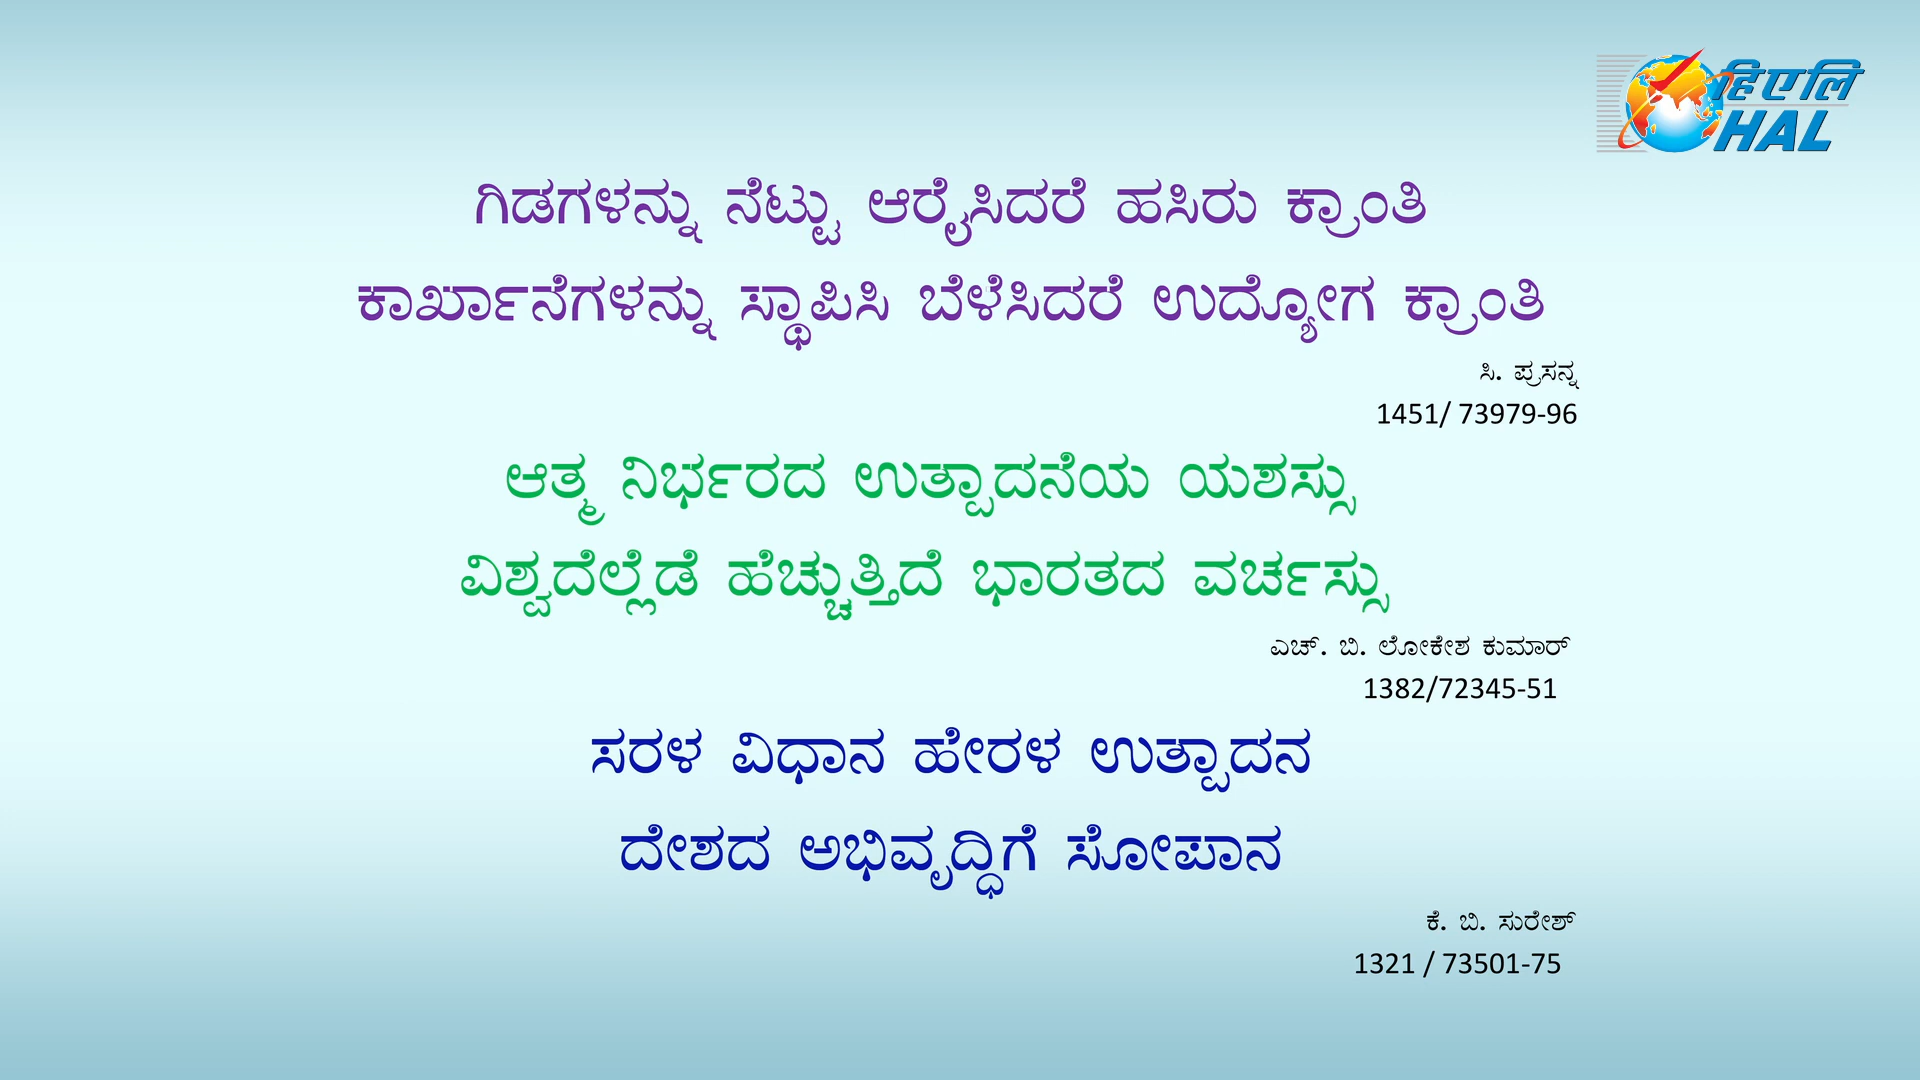 हिएलि
HAL
ಗಿಡಗಳನ್ನು ನೆಟ್ಟು ಆರೈಸಿದರೆ ಹಸಿರು ಕ್ರಾಂತಿ
ಕಾರ್ಖಾನೆಗಳನ್ನು ಸ್ಥಾಪಿಸಿ ಬೆಳೆಸಿದರೆ ಉದ್ಯೋಗ ಕ್ರಾಂತಿ
ಸಿ. ಪ್ರಸನ್ನ
1451/ 73979-96
ಆತ್ಮ ನಿರ್ಭರದ ಉತ್ಪಾದನೆಯ ಯಶಸ್ಸು
ವಿಶ್ವದೆಲ್ಲೆಡೆ ಹೆಚ್ಚುತ್ತಿದೆ ಭಾರತದ ವರ್ಚಸ್ಸು
ಎಚ್. ಬಿ. ಲೋಕೇಶ ಕುಮಾರ್
1382/72345-51
ಸರಳ ವಿಧಾನ ಹೇರಳ ಉತ್ಪಾದನ
ದೇಶದ ಅಭಿವೃದ್ಧಿಗೆ ಸೋಪಾನ
ಕೆ. ಬಿ. ಸುರೇಶ್
1321 / 73501-75